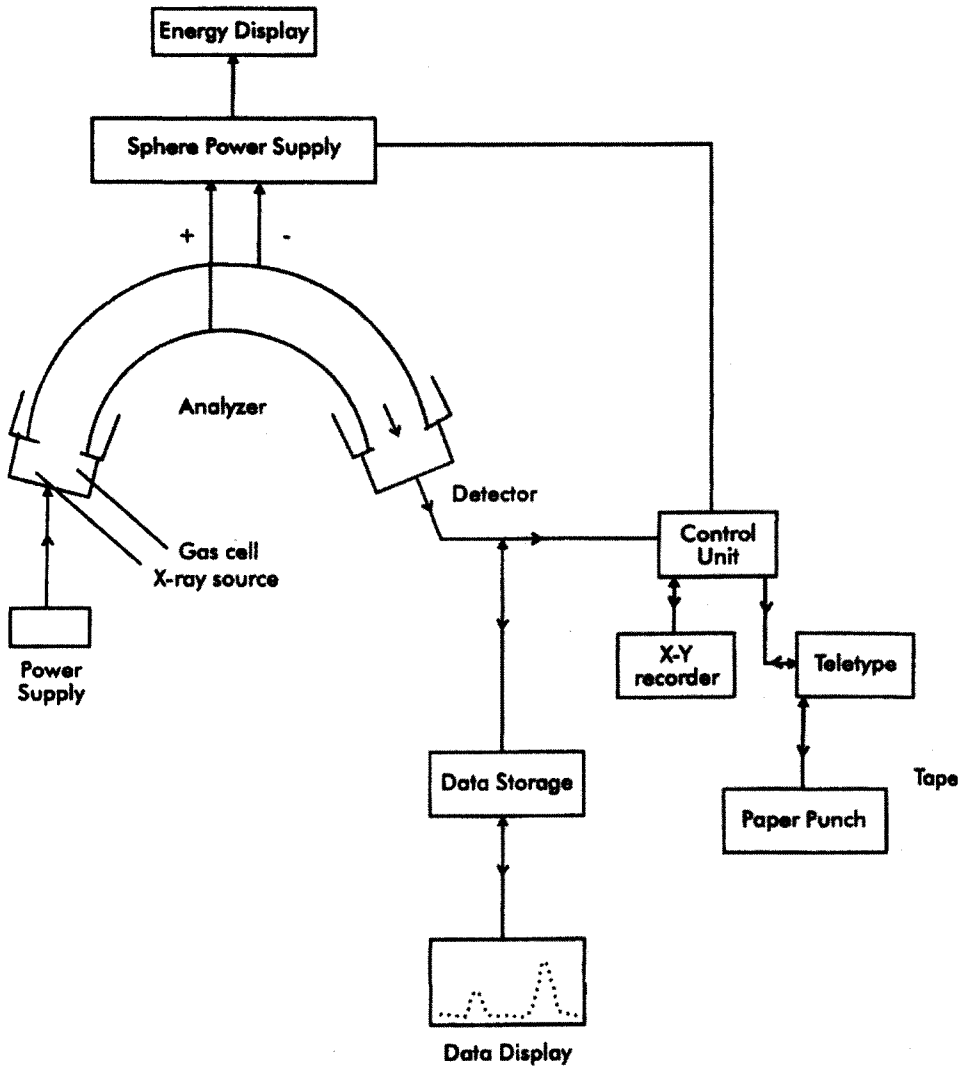 Energy Display
Sphere Power Supply
+ -
Analyzer
Detector
Gas cell
X-ray source
Power
Supply
Control
Unit
X-Y
recorder
Teletype
Data Storage
Tape
Paper Punch
Data Display